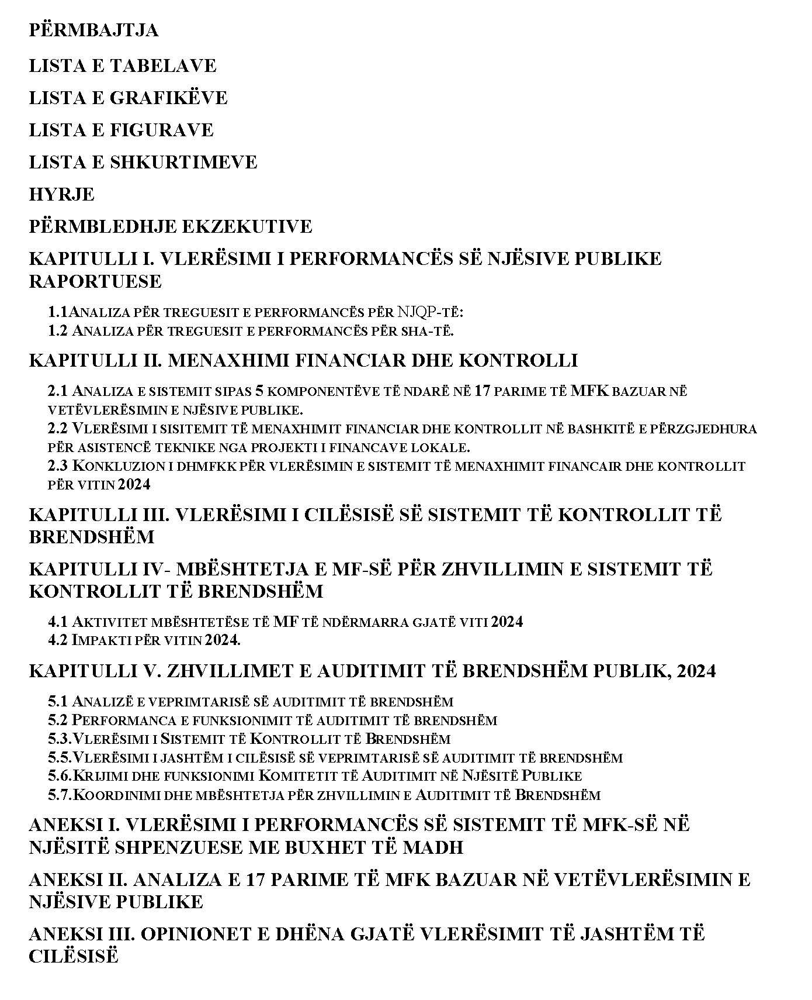 PËRMBAJTJA
LISTA E TABELAVE
LISTA E GRAFIKËVE
LISTA E FIGURAVE
LISTA E SHKURTIMEVE
HYRJE
PËRMBLEDHJE EKZEKUTIVE
KAPITULLI I. VLERËSIMI I PERFORMANCËS SË NJËSIVE PUBLIKE
RAPORTUESE
1.1ANALIZA PËR TREGUESIT E PERFORMANCËS PËR NJQP-TË:
1.2 ANALIZA PËR TREGUESIT E PERFORMANCËS PËR SHA-TË.
KAPITULLI II. MENAXHIMI FINANCIAR DHE KONTROLLI
2.1 ANALIZA E SISTEMIT SIPAS 5 KOMPONENTËVE TË NDARË NË 17 PARIME TË MFK BAZUAR NË
VETËVLERËSIMIN E NJËSIVE PUBLIKE.
2.2 VLERËSIMI I SISITEMIT TË MENAXHIMIT FINANCIAR DHE KONTROLLIT NË BASHKITË E PËRZGJEDHURA
PËR ASISTENCË TEKNIKE NGA PROJEKTI I FINANCAVE LOKALE.
2.3 KONKLUZION I DHMFKK PËR VLERËSIMIN E SISTEMIT TË MENAXHIMIT FINANCAIR DHE KONTROLLIT
PËR VITIN 2024
KAPITULLI III. VLERËSIMI I CILËSISË SË SISTEMIT TË KONTROLLIT TË
BRENDSHËM
KAPITULLI IV- MBËSHTETJA E MF-SË PËR ZHVILLIMIN E SISTEMIT TË
KONTROLLIT TË BRENDSHËM
4.1 AKTIVITET MBËSHTETËSE TË MF TË NDËRMARRA GJATË VITI 2024
4.2 IMPAKTI PËR VITIN 2024.
KAPITULLI V. ZHVILLIMET E AUDITIMIT TË BRENDSHËM PUBLIK, 2024
5.1 ANALIZË E VEPRIMTARISË SË AUDITIMIT TË BRENDSHËM
5.2 PERFORMANCA E FUNKSIONIMIT TË AUDITIMIT TË BRENDSHËM
5.3.VLERËSIMI I SISTEMIT TË KONTROLLIT TË BRENDSHËM
5.5.VLERËSIMI I JASHTËM I CILËSISË SË VEPRIMTARISË SË AUDITIMIT TË BRENDSHËM
5.6.KRIJIMI DHE FUNKSIONIMI KOMITETIT TË AUDITIMIT NË NJËSITË PUBLIKE
5.7.KOORDINIMI DHE MBËSHTETJA PËR ZHVILLIMIN E AUDITIMIT TË BRENDSHËM
ANEKSI I. VLERËSIMI I PERFORMANCËS SË SISTEMIT TË MFK-SË NË
NJËSITË SHPENZUESE ME BUXHET TË MADH
ANEKSI II. ANALIZA E 17 PARIME TË MFK BAZUAR NË VETËVLERËSIMIN E
NJËSIVE PUBLIKE
ANEKSI III. OPINIONET E DHËNA GJATË VLERËSIMIT TË JASHTËM TË
CILËSISË